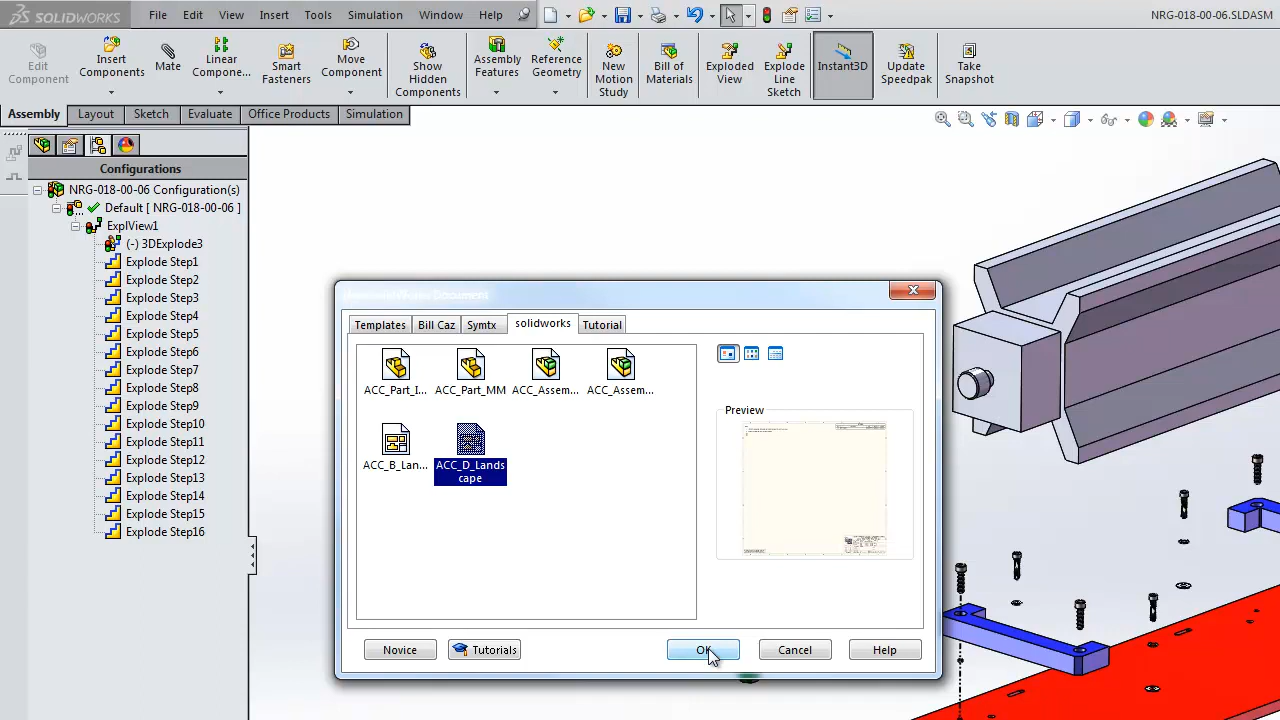 SOLIDWORKS File Edit View Insert Tools Simulation Window Help NRG-018-00-06.SLDASM
Edit
Component
Insert
Components
Mate
Linear
Compone...
Smart
Fasteners
Move
Component
Show
Hidden
Components
Assembly
Features
Reference
Geometry
New
Motion
Study
Bill of
Materials
Exploded
View
Explode
Line
Sketch
Instant3D
Update
Speedpak
Take
Snapshot
Assembly Layout Sketch Evaluate Office Products Simulation
Configurations
NRG-018-00-06 Configuration(s)
Default [ NRG-018-00-06 ]
ExplView1
(-) 3DExplode3
Explode Step1
Explode Step2
Explode Step3
Explode Step4
Explode Step5
Explode Step6
Explode Step7
Explode Step8
Explode Step9
Explode Step10
Explode Step11
Explode Step12
Explode Step13
Explode Step14
Explode Step15
Explode Step16
Templates Bill Caz Symtx solidworks Tutorial
ACC_Part_I... ACC_Part_MM ACC_Assem... ACC_Assem...
ACC_B_Lan... ACC_D_Lands
cape
Preview
Novice Tutorials OK Cancel Help